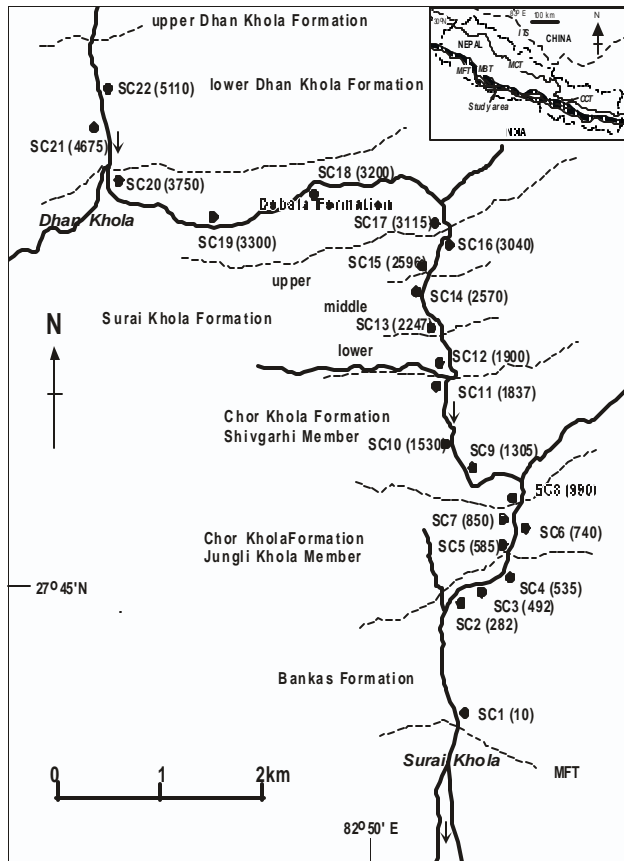 upper Dhan Khola Formation
SC22 (5110)
lower Dhan Khola Formation
SC21 (4675)
SC20 (3750)
SC18 (3200)
Dobata Formation
Dhan Khola
SC19 (3300)
SC17 (3115)
SC16 (3040)
SC15 (2596)
upper
SC14 (2570)
middle
Surai Khola Formation
SC13 (2247)
N
lower
SC12 (1900)
SC11 (1837)
Chor Khola Formation
Shivgarhi Member
SC10 (1530)
SC9 (1305)
SC8 (990)
SC7 (850)
SC6 (740)
Chor KholaFormation
Jungli Khola Member
SC5 (585)
27° 45'N
SC4 (535)
SC3 (492)
SC2 (282)
Bankas Formation
SC1 (10)
Surai Khola
MFT
0 1 2km
82° 50' E
100 km
N
CHINA
ITS
NEPAL
MCT
MFT
MBT
Study area
CCT
INDIA